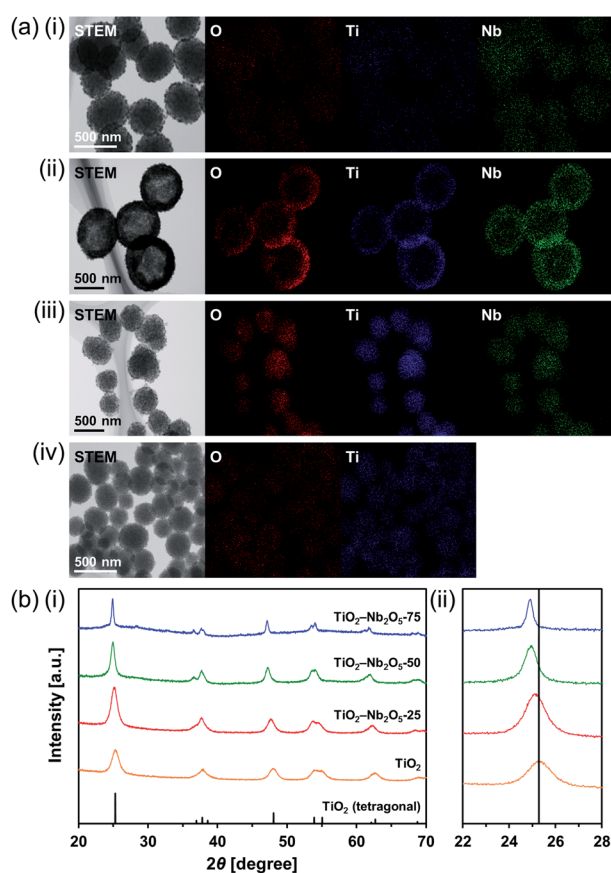 (a) (i) STEM O Ti Nb
500 nm
(ii) STEM O Ti Nb
500 nm
(iii) STEM O Ti Nb
500 nm
(iv) STEM O Ti
500 nm
(b) (i) (ii)
TiO₂–Nb₂O₅-75
TiO₂–Nb₂O₅-50
TiO₂–Nb₂O₅-25
TiO₂
TiO₂ (tetragonal)
Intensity [a.u.]
20 30 40 50 60 70 22 24 26 28
2θ [degree]